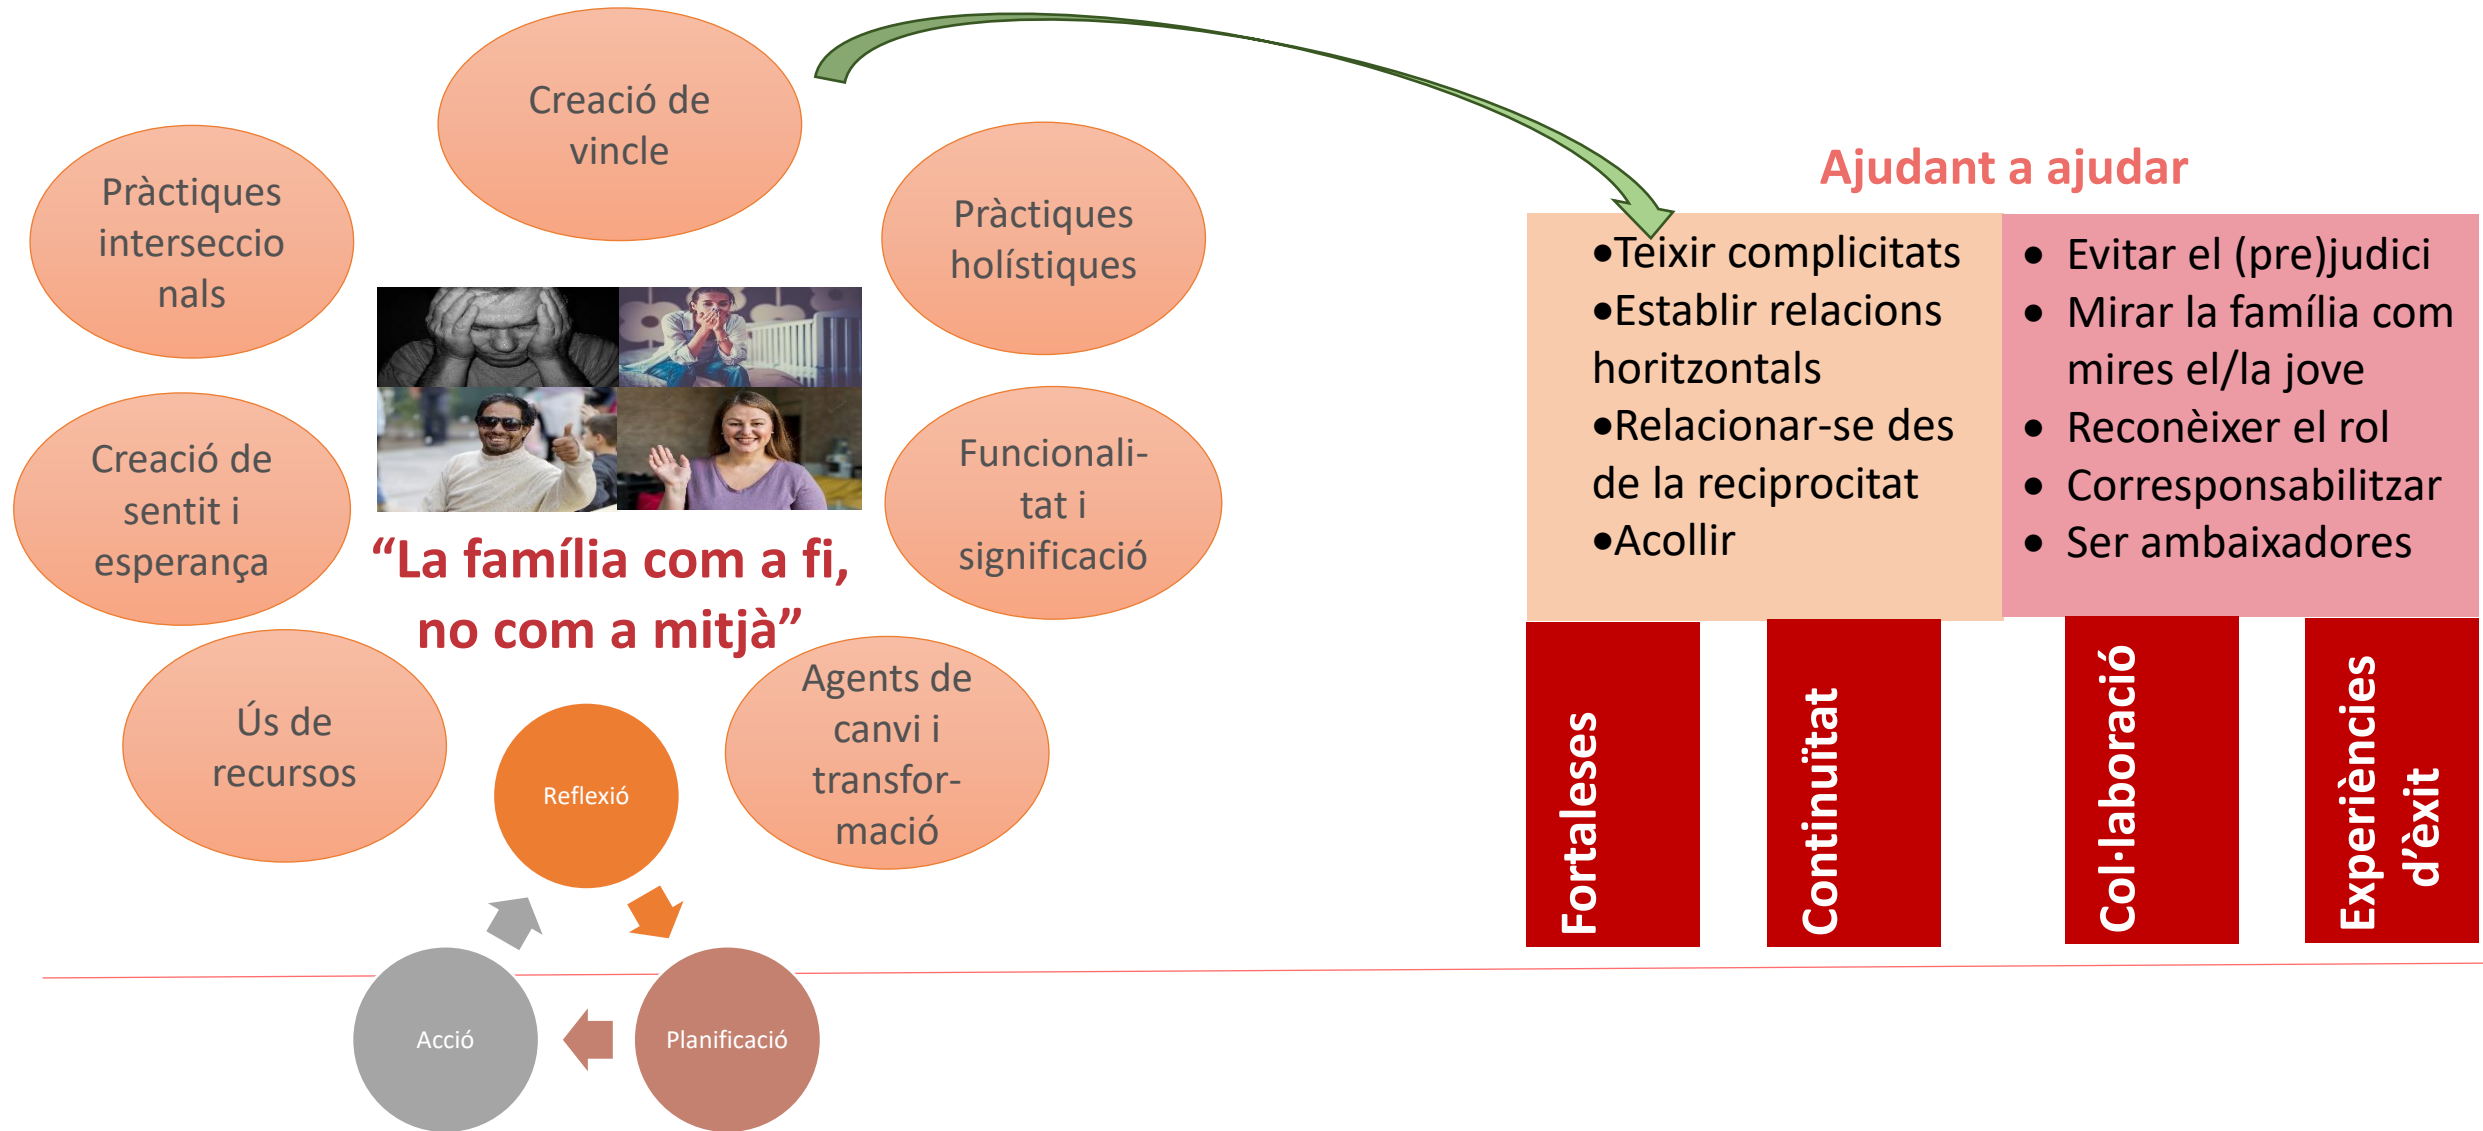 Creació de
vincle
Pràctiques
interseccio
nals
Pràctiques
holístiques
Creació de
sentit i
esperança
Funcionali-
tat i
significació
“La família com a fi,
no com a mitjà”
Ús de
recursos
Agents de
canvi i
transfor-
mació
Reflexió
Planificació
Acció
Ajudant a ajudar
•Teixir complicitats
•Establir relacions
horitzontals
•Relacionar-se des
de la reciprocitat
•Acollir
• Evitar el (pre)judici
• Mirar la família com
mires el/la jove
• Reconèixer el rol
• Corresponsabilitzar
• Ser ambaixadores
Fortaleses
Continuïtat
Col·laboració
Experiències
d’èxit